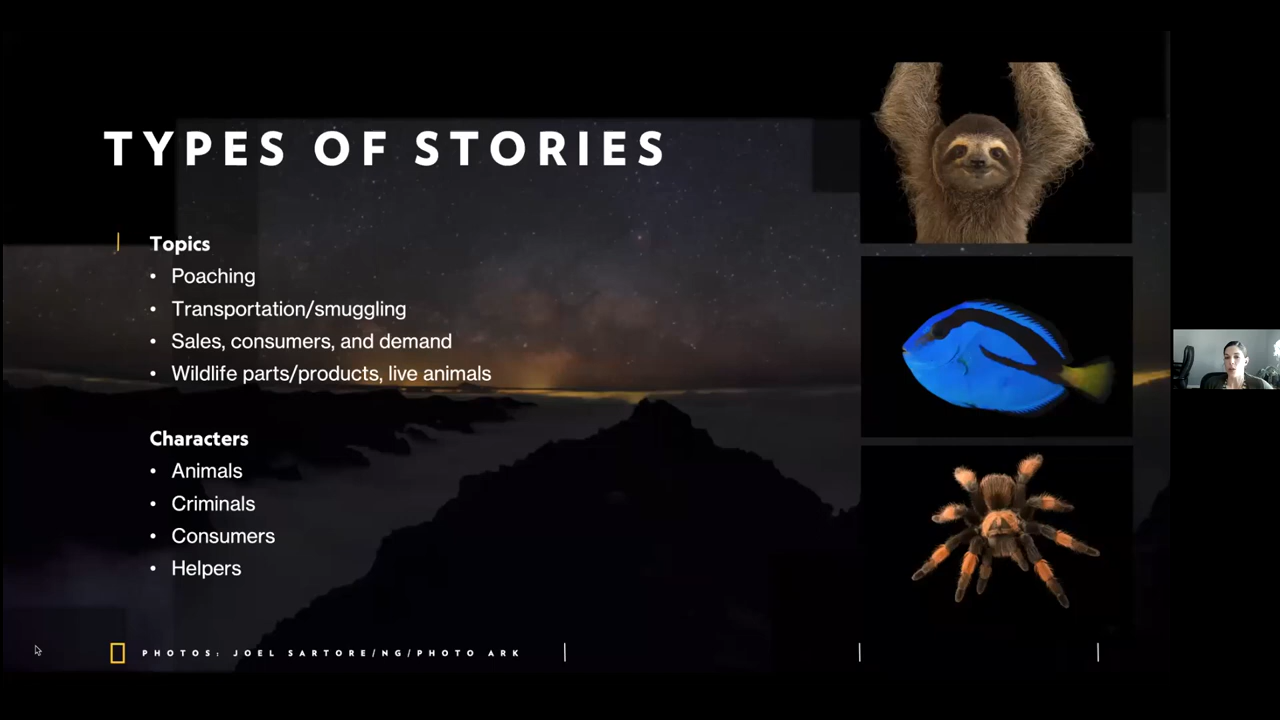 TYPES OF STORIES
Topics
• Poaching
• Transportation/smuggling
• Sales, consumers, and demand
• Wildlife parts/products, live animals
Characters
• Animals
• Criminals
• Consumers
• Helpers
PHOTOS: JOEL SARTORE/NG/PHOTO ARK